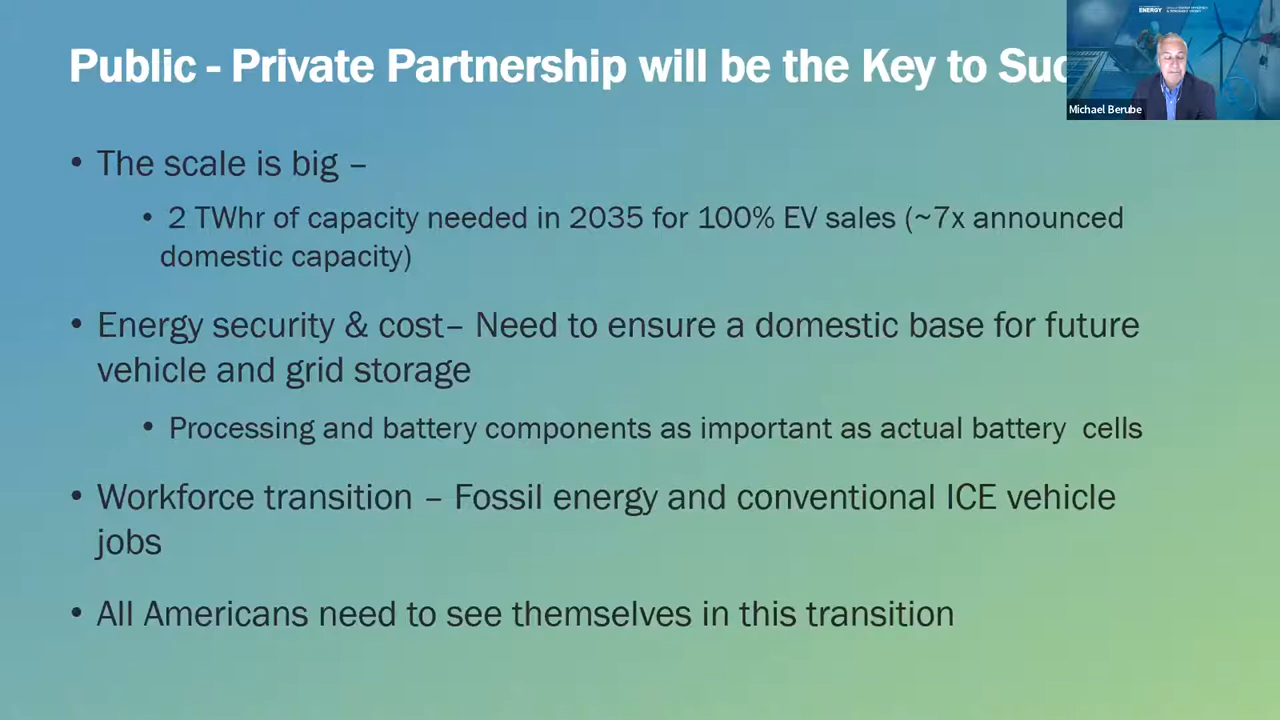 Public - Private Partnership will be the Key to Suc
ENERGY
Michael Berube
• The scale is big –
• 2 TWhr of capacity needed in 2035 for 100% EV sales (~7x announced
domestic capacity)
• Energy security & cost– Need to ensure a domestic base for future
vehicle and grid storage
• Processing and battery components as important as actual battery cells
• Workforce transition – Fossil energy and conventional ICE vehicle
jobs
• All Americans need to see themselves in this transition